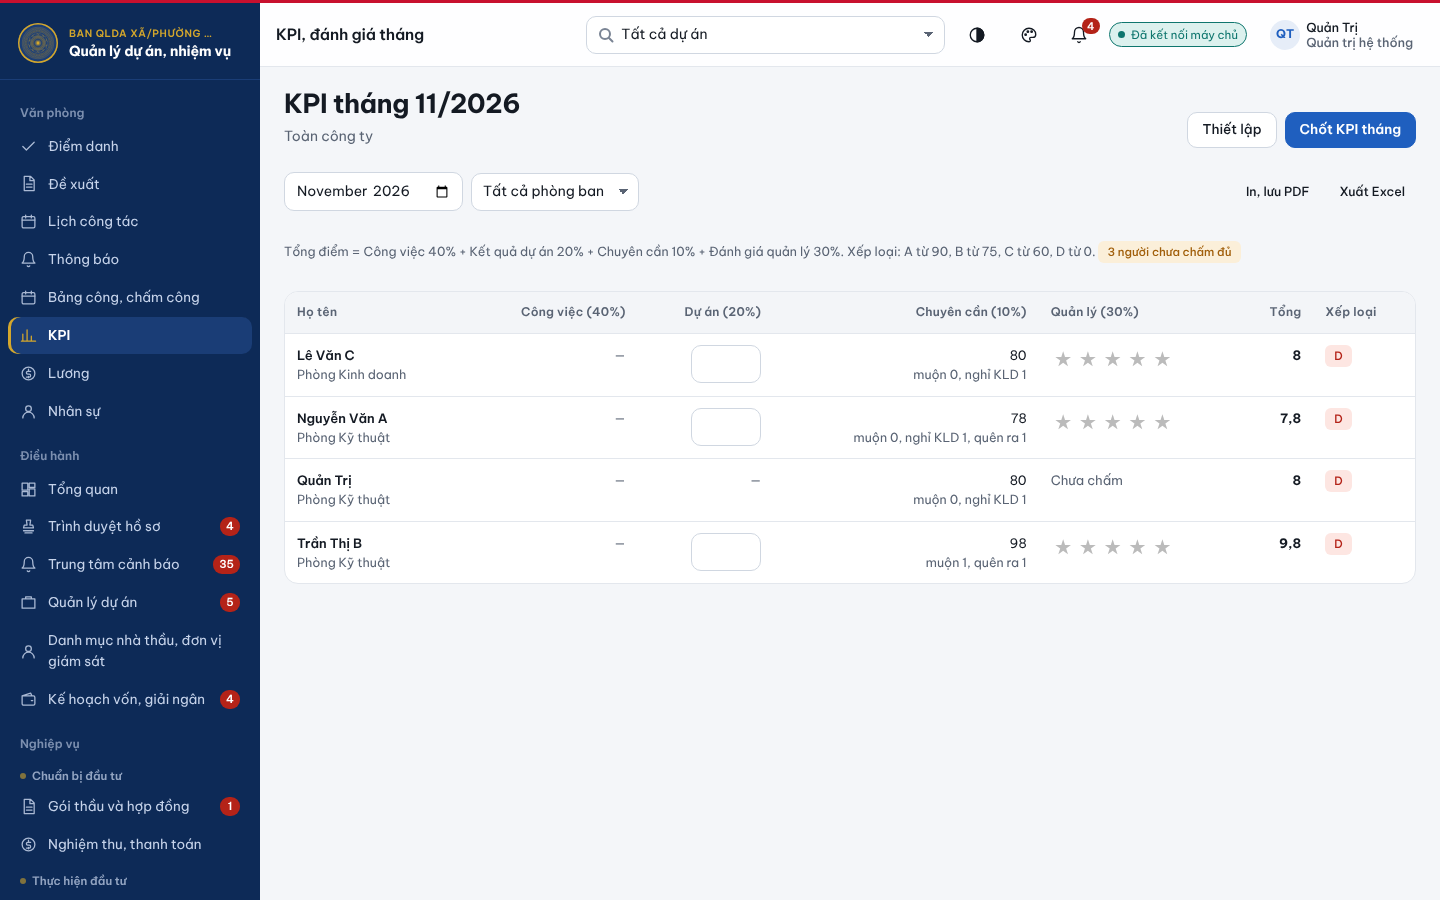 BAN QLDA XÃ/PHƯỜNG ...
Quản lý dự án, nhiệm vụ
Văn phòng
Điểm danh
Đề xuất
Lịch công tác
Thông báo
Bảng công, chấm công
KPI
Lương
Nhân sự
Điều hành
Tổng quan
Trình duyệt hồ sơ 4
Trung tâm cảnh báo 35
Quản lý dự án 5
Danh mục nhà thầu, đơn vị
giám sát
Kế hoạch vốn, giải ngân 4
Nghiệp vụ
Chuẩn bị đầu tư
Gói thầu và hợp đồng 1
Nghiệm thu, thanh toán
Thực hiện đầu tư
KPI, đánh giá tháng
Tất cả dự án
4
Đã kết nối máy chủ
QT
Quản Trị
Quản trị hệ thống
KPI tháng 11/2026
Toàn công ty
Thiết lập
Chốt KPI tháng
November 2026
Tất cả phòng ban
In, lưu PDF
Xuất Excel
Tổng điểm = Công việc 40% + Kết quả dự án 20% + Chuyên cần 10% + Đánh giá quản lý 30%. Xếp loại: A từ 90, B từ 75, C từ 60, D từ 0. 3 người chưa chấm đủ
Họ tên Công việc (40%) Dự án (20%) Chuyên cần (10%) Quản lý (30%) Tổng Xếp loại
Lê Văn C — 80 ★ ★ ★ ★ ★ 8 D
Phòng Kinh doanh muộn 0, nghỉ KLD 1
Nguyễn Văn A — 78 ★ ★ ★ ★ ★ 7,8 D
Phòng Kỹ thuật muộn 0, nghỉ KLD 1, quên ra 1
Quản Trị — — 80 Chưa chấm 8 D
Phòng Kỹ thuật muộn 0, nghỉ KLD 1
Trần Thị B — 98 ★ ★ ★ ★ ★ 9,8 D
Phòng Kỹ thuật muộn 1, quên ra 1